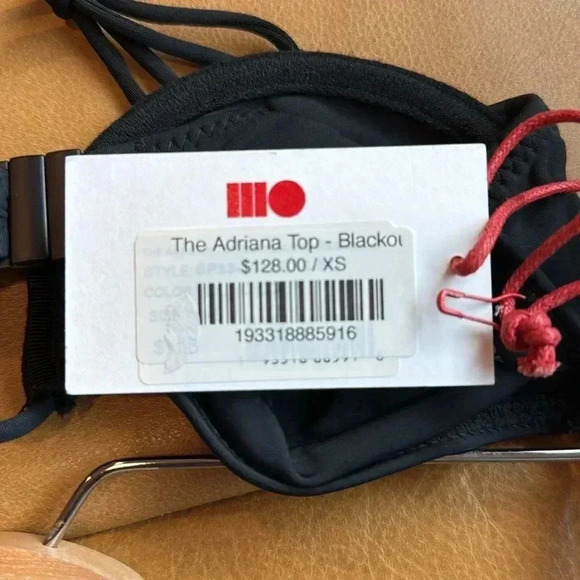 The Adriana Top - Blackou
$128.00 / XS
193318885916